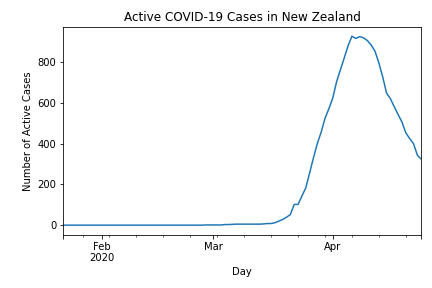 Active COVID-19 Cases in New Zealand
Number of Active Cases
800
600
400
200
0
Feb
2020
Mar
Apr
Day